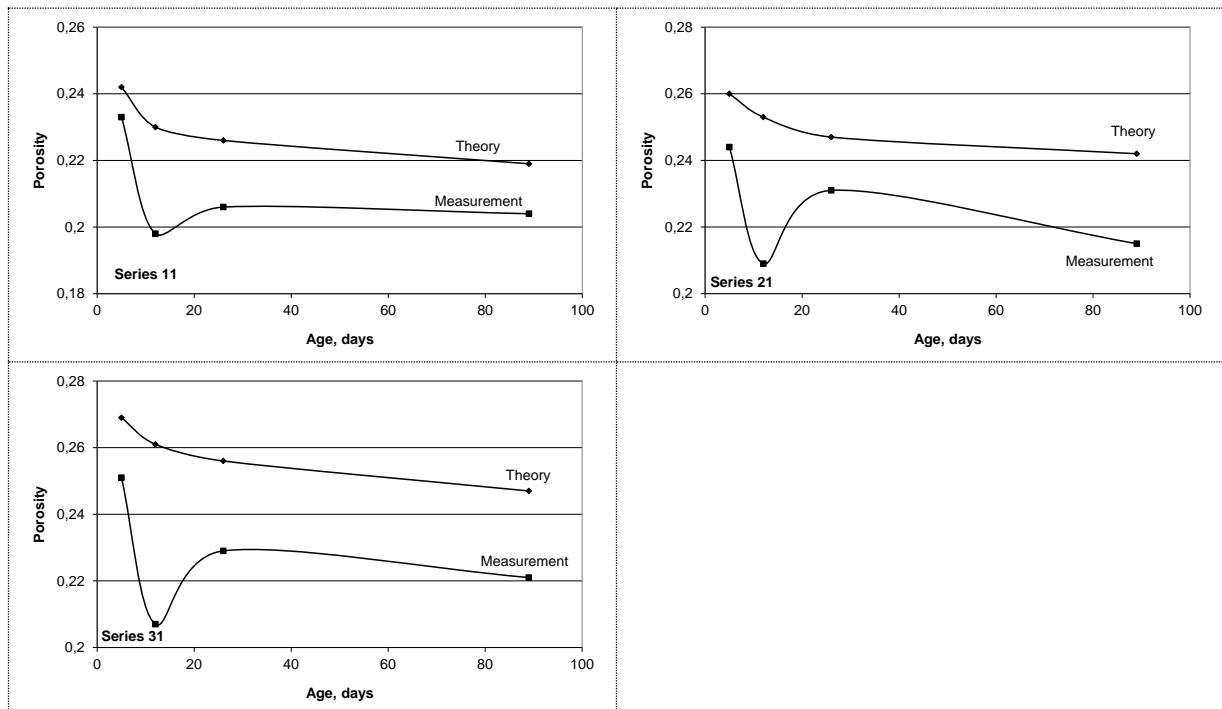 0,26
0,24
0,22
0,2
0,18
Porosity
Theory
Measurement
Series 11
0 20 40 60 80 100
Age, days
0,28
0,26
0,24
0,22
0,2
Porosity
Theory
Measurement
Series 21
0 20 40 60 80 100
Age, days
0,28
0,26
0,24
0,22
0,2
Porosity
Theory
Measurement
Series 31
0 20 40 60 80 100
Age, days